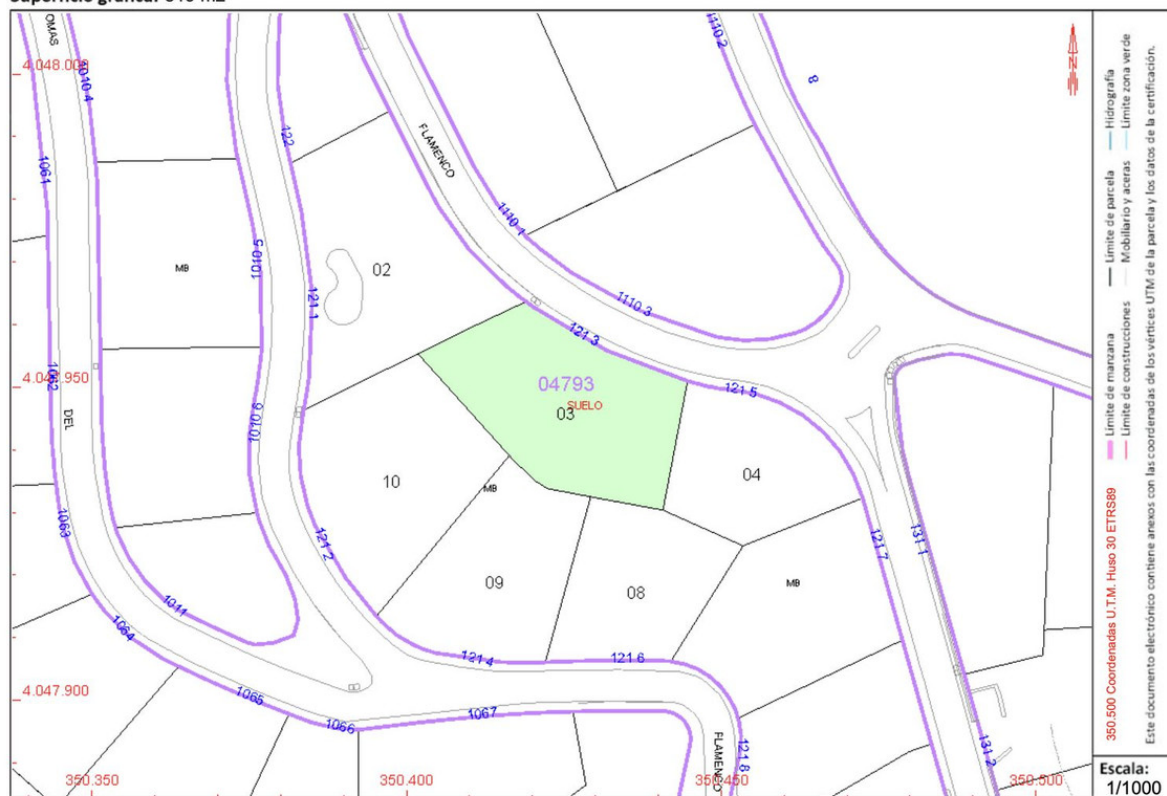 OMAS
1110.2
8
4.048.000
1010 4
122
FLAMENCO
1061
1110 1
1010 5
02
MB
121.1
1110.3
121.3
4.047.950
04793
SUELO
03
121.5
1062
DEL
1010 6
10
MB
04
1063
121.2
121.7
131.1
09
08
MB
1011
1064
121 4
121.6
4.047.900
1065
1066
1067
FLAMENCO
121.8
131.2
350.350
350.400
350.450
350.500
N
Límite de manzana
Límite de parcela
Hidrografía
Límite de construcciones
Mobiliario y aceras
Límite zona verde
350.500 Coordenadas U.T.M. Huso 30 ETRS89
Este documento electrónico contiene anexos con las coordenadas de los vértices UTM de la parcela y los datos de la certificación.
Escala:
1/1000